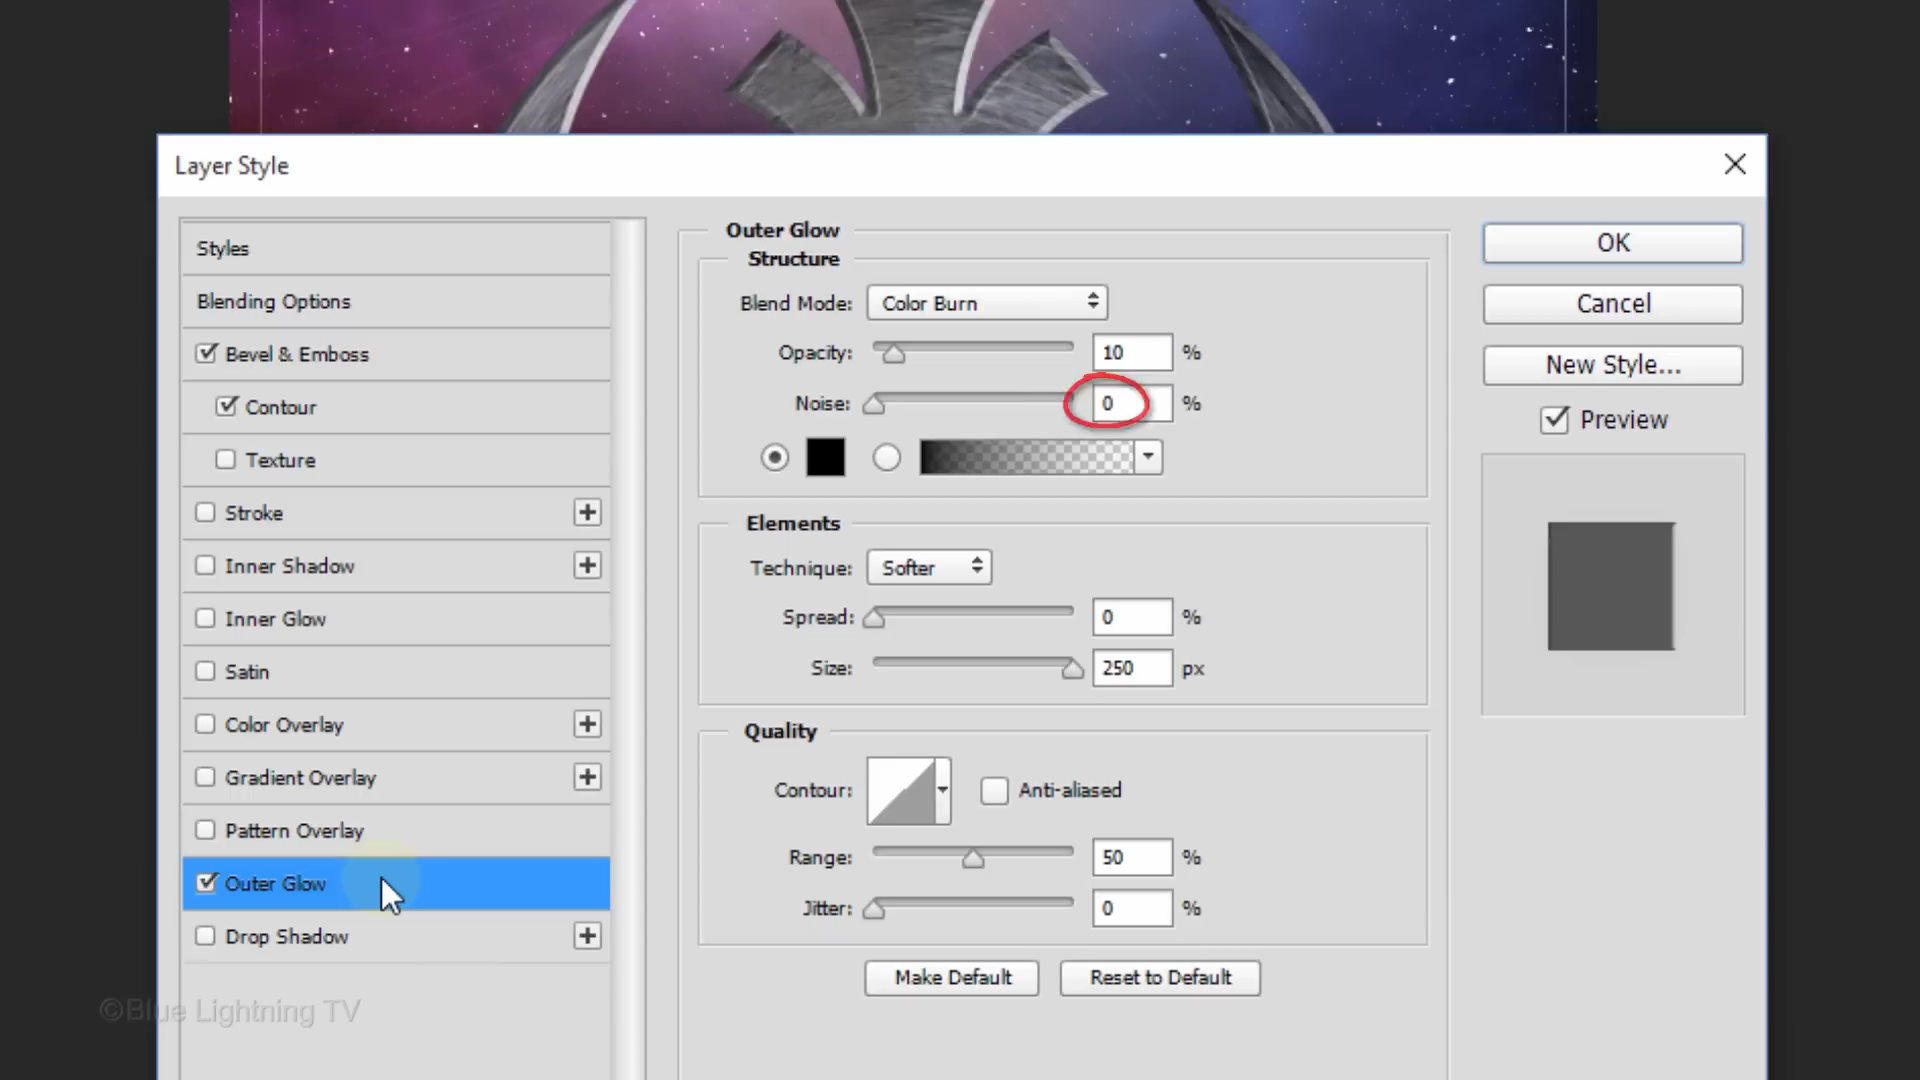 Layer Style
Styles
Blending Options
Bevel & Emboss
Contour
Texture
Stroke
Inner Shadow
Inner Glow
Satin
Color Overlay
Gradient Overlay
Pattern Overlay
Outer Glow
Drop Shadow
Outer Glow
Structure
Blend Mode: Color Burn
Opacity: 10 %
Noise: 0 %
Elements
Technique: Softer
Spread: 0 %
Size: 250 px
Quality
Contour: Anti-aliased
Range: 50 %
Jitter: 0 %
Make Default Reset to Default
OK
Cancel
New Style...
Preview
©Blue Lightning TV